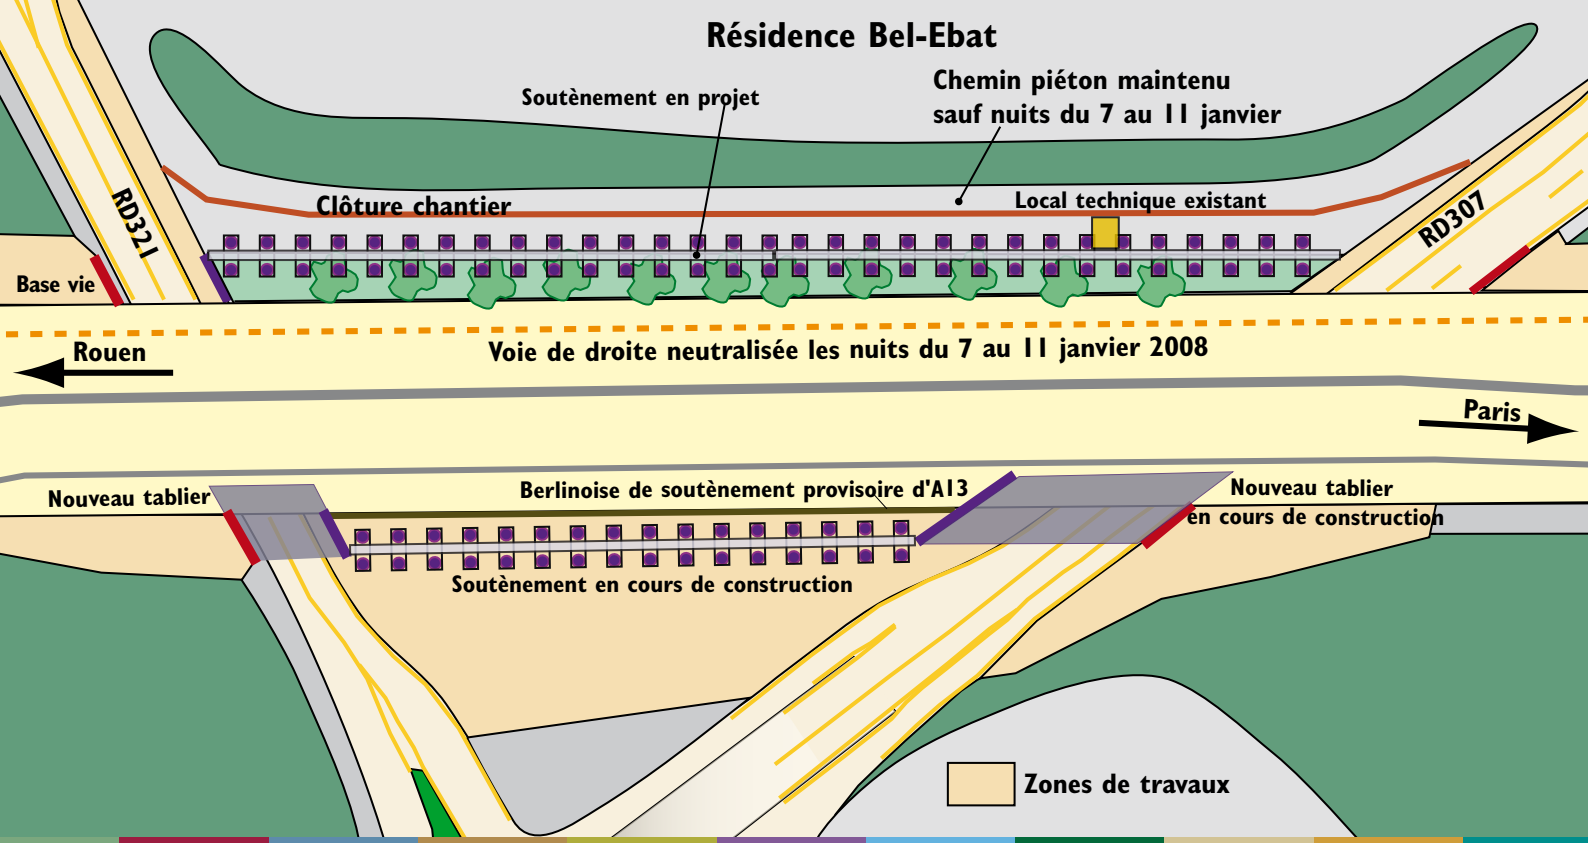 Résidence Bel-Ebat
Soutènement en projet
Chemin piéton maintenu
sauf nuits du 7 au 11 janvier
RD321
Clôture chantier
Local technique existant
RD307
Base vie
Rouen
Voie de droite neutralisée les nuits du 7 au 11 janvier 2008
Paris
Nouveau tablier
Berlinoise de soutènement provisoire d'A13
Nouveau tablier
en cours de construction
Soutènement en cours de construction
Zones de travaux